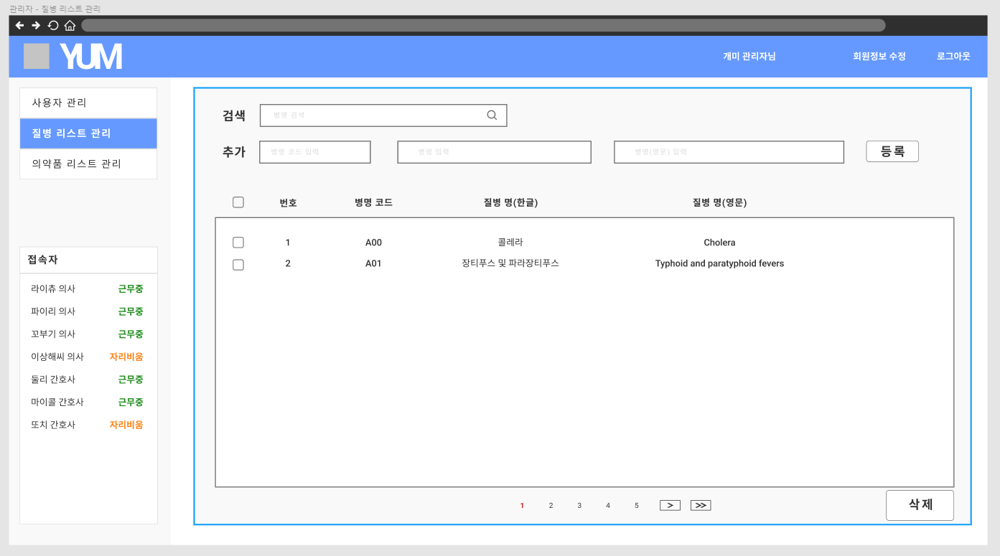 관리자 - 질병 리스트 관리
YUM
개미 관리자님 회원정보 수정 로그아웃
사용자 관리
질병 리스트 관리
의약품 리스트 관리
접속자
라이츄 의사 근무중
파이리 의사 근무중
꼬부기 의사 근무중
이상해씨 의사 자리비움
둘리 간호사 근무중
마이콜 간호사 근무중
또치 간호사 자리비움
검색 병명 검색
추가 병명 코드 입력 병명 입력 병명(영문) 입력 등록
번호 병명 코드 질병 명(한글) 질병 명(영문)
1 A00 콜레라 Cholera
2 A01 장티푸스 및 파라장티푸스 Typhoid and paratyphoid fevers
1 2 3 4 5 > >>
삭제